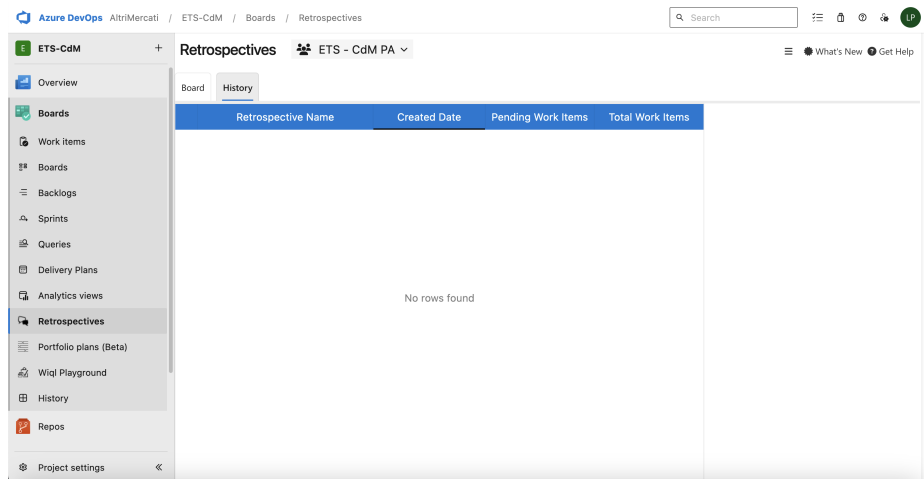 Azure DevOps AltriMercati / ETS-CdM / Boards / Retrospectives
Search
LP
E ETS-CdM +
Retrospectives ETS - CdM PA
What's New Get Help
Overview
Boards
Work items
Boards
Backlogs
Sprints
Queries
Delivery Plans
Analytics views
Retrospectives
Portfolio plans (Beta)
Wiql Playground
History
Repos
Project settings
Board History
Retrospective Name Created Date Pending Work Items Total Work Items
No rows found